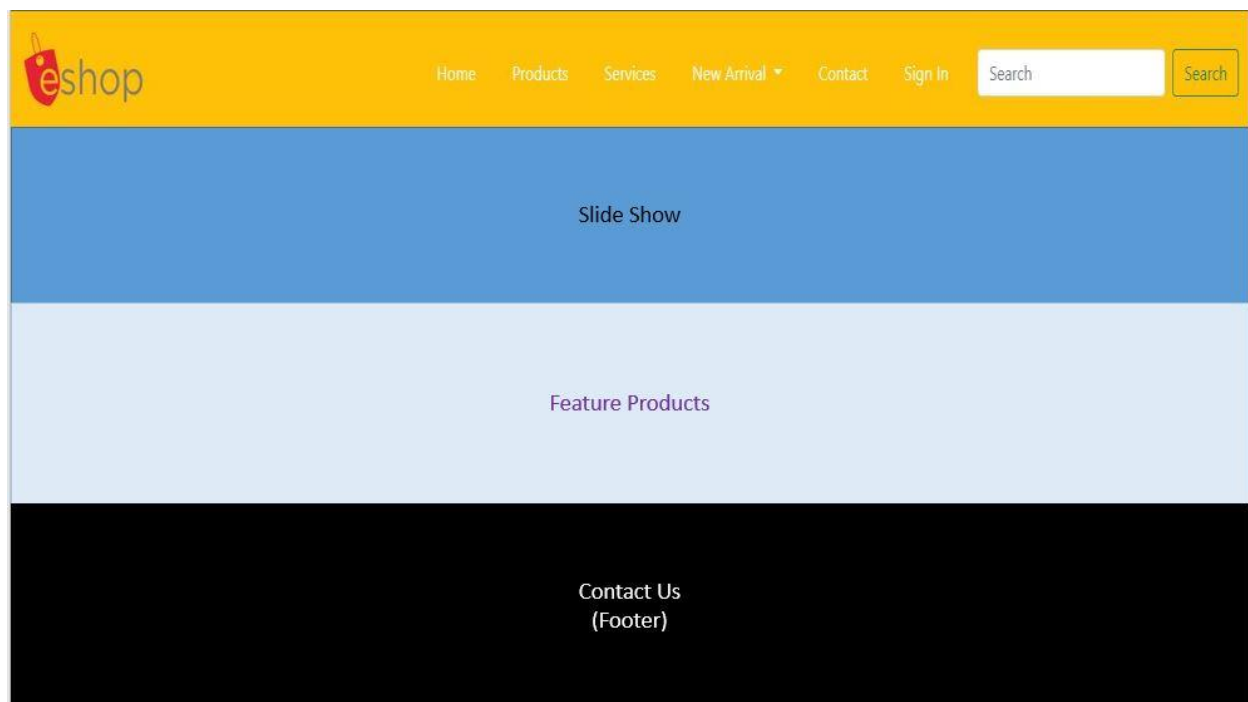 eshop
Home Products Services New Arrival Contact Sign In Search Search
Slide Show
Feature Products
Contact Us
(Footer)